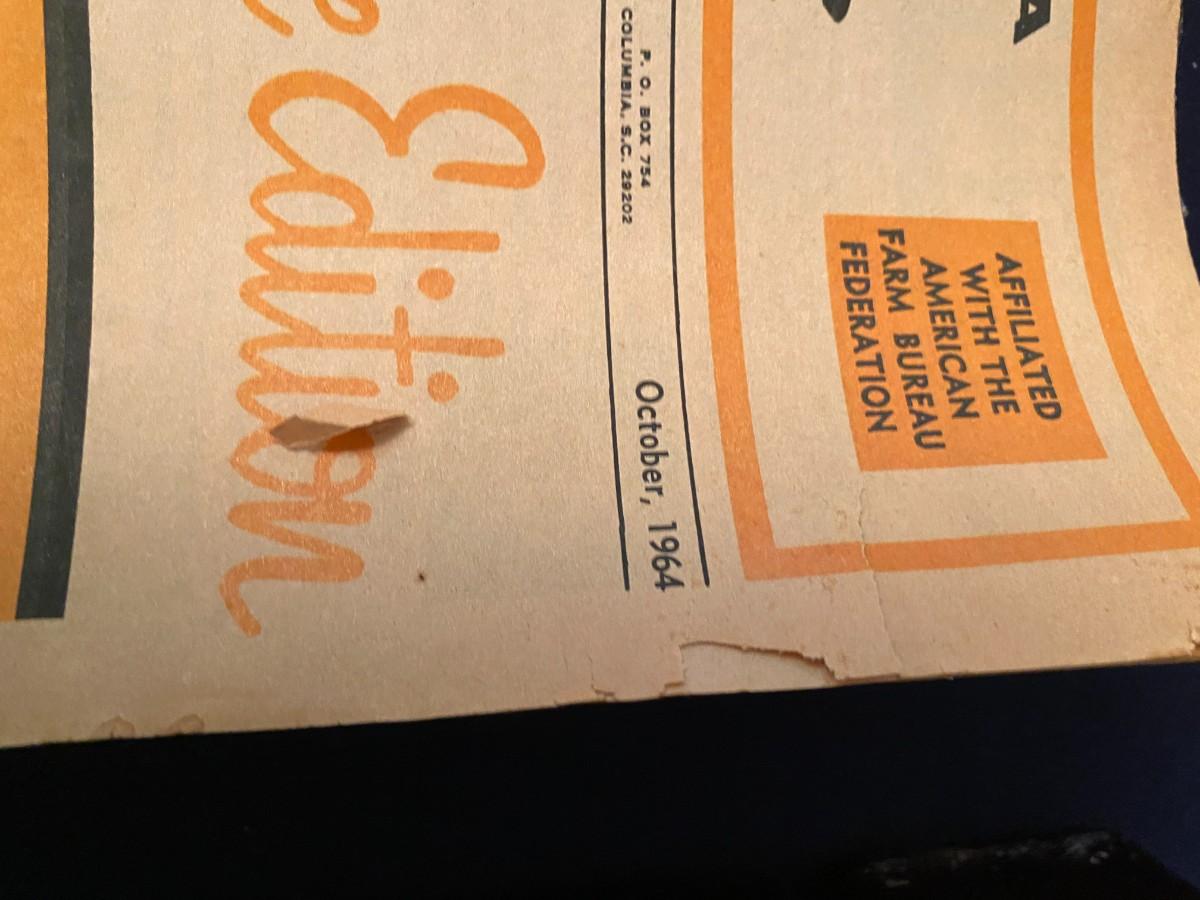 A
AFFILIATED
WITH THE
AMERICAN
FARM BUREAU
FEDERATION
P. O. BOX 754
COLUMBIA, S.C. 29202
October, 1964
e Edition